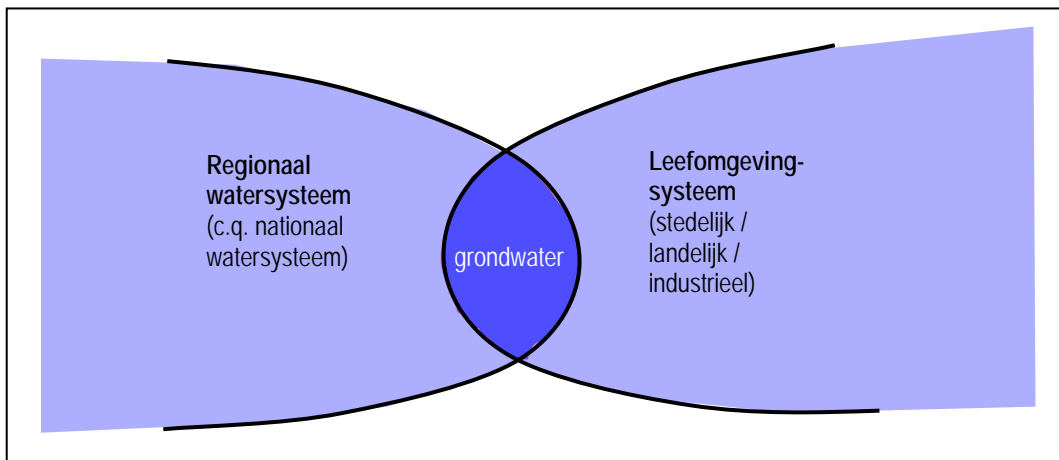 Regionaal
watersysteem
(c.q. nationaal
watersysteem)
grondwater
Leefomgeving-
systeem
(stedelijk /
landelijk /
industrieel)